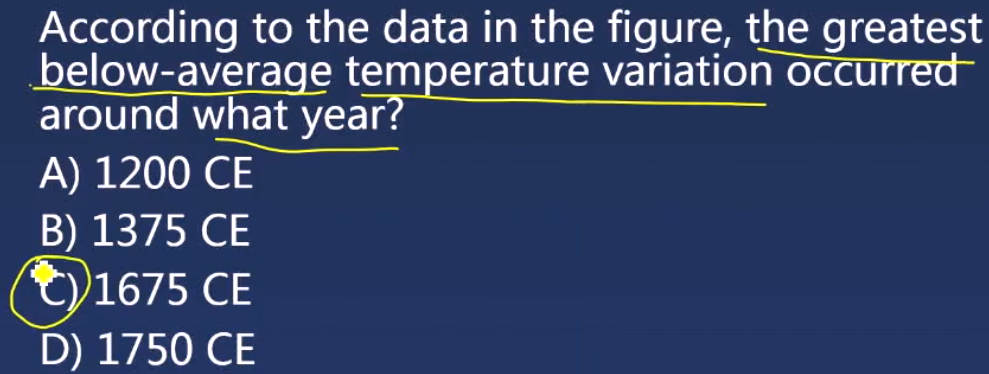 According to the data in the figure, the greatest
below-average temperature variation occurred
around what year?
A) 1200 CE
B) 1375 CE
C) 1675 CE
D) 1750 CE